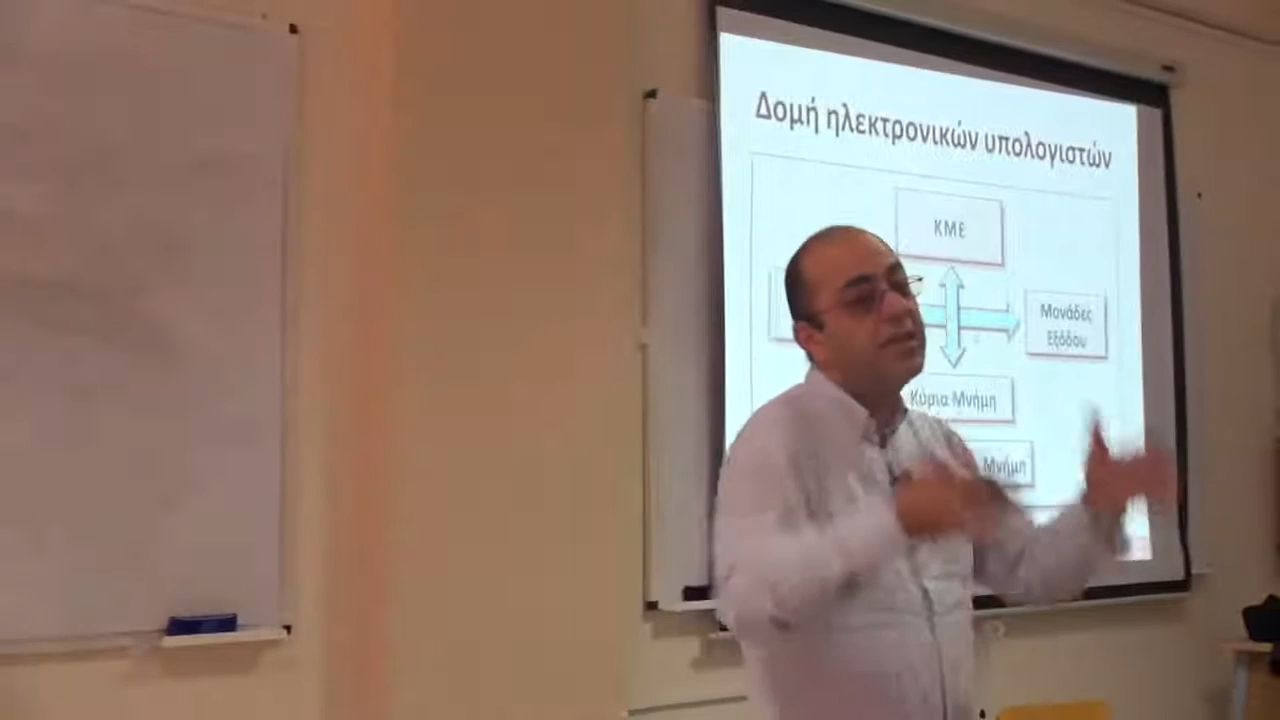 Δομή ηλεκτρονικών υπολογιστών
ΚΜΕ
Μονάδες
Εξόδου
Κύρια Μνήμη
Μνήμη